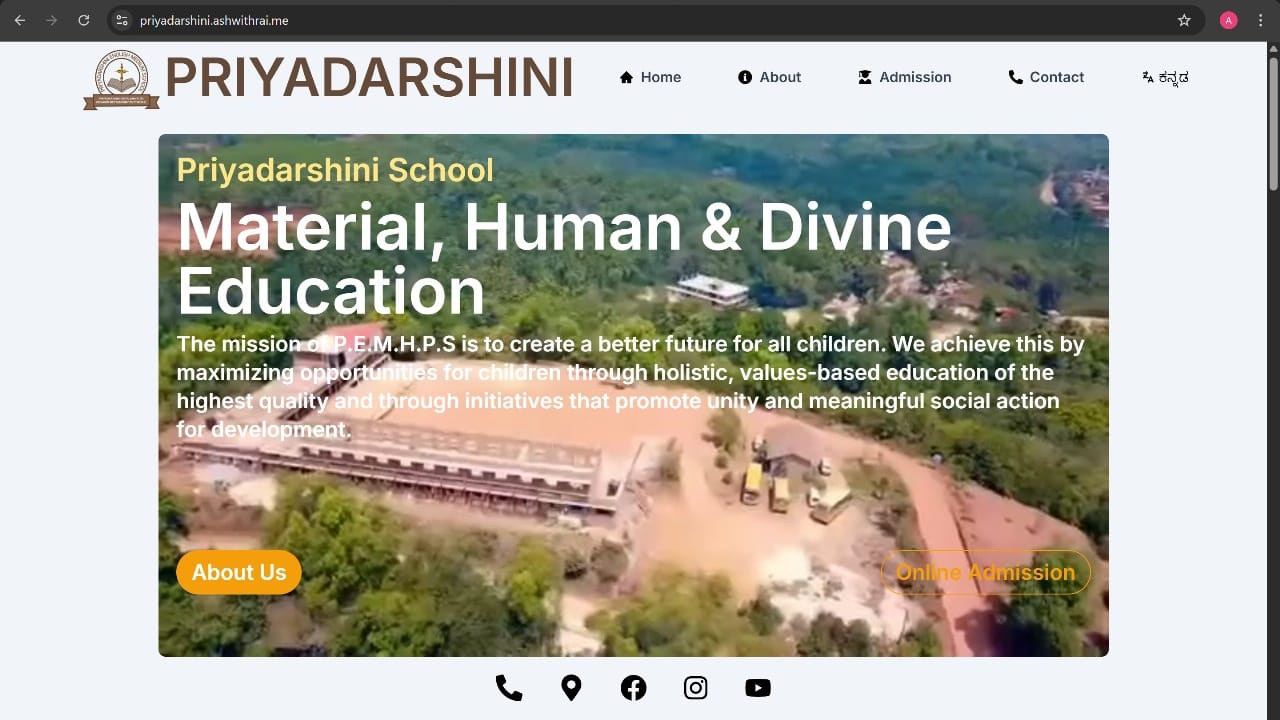 priyadarshini.ashwithrai.me
A
PRIYADARSHINI
Home
About
Admission
Contact
ಕನ್ನಡ
Priyadarshini School
Material, Human & Divine
Education
The mission of P.E.M.H.P.S is to create a better future for all children. We achieve this by
maximizing opportunities for children through holistic, values-based education of the
highest quality and through initiatives that promote unity and meaningful social action
for development.
About Us
Online Admission